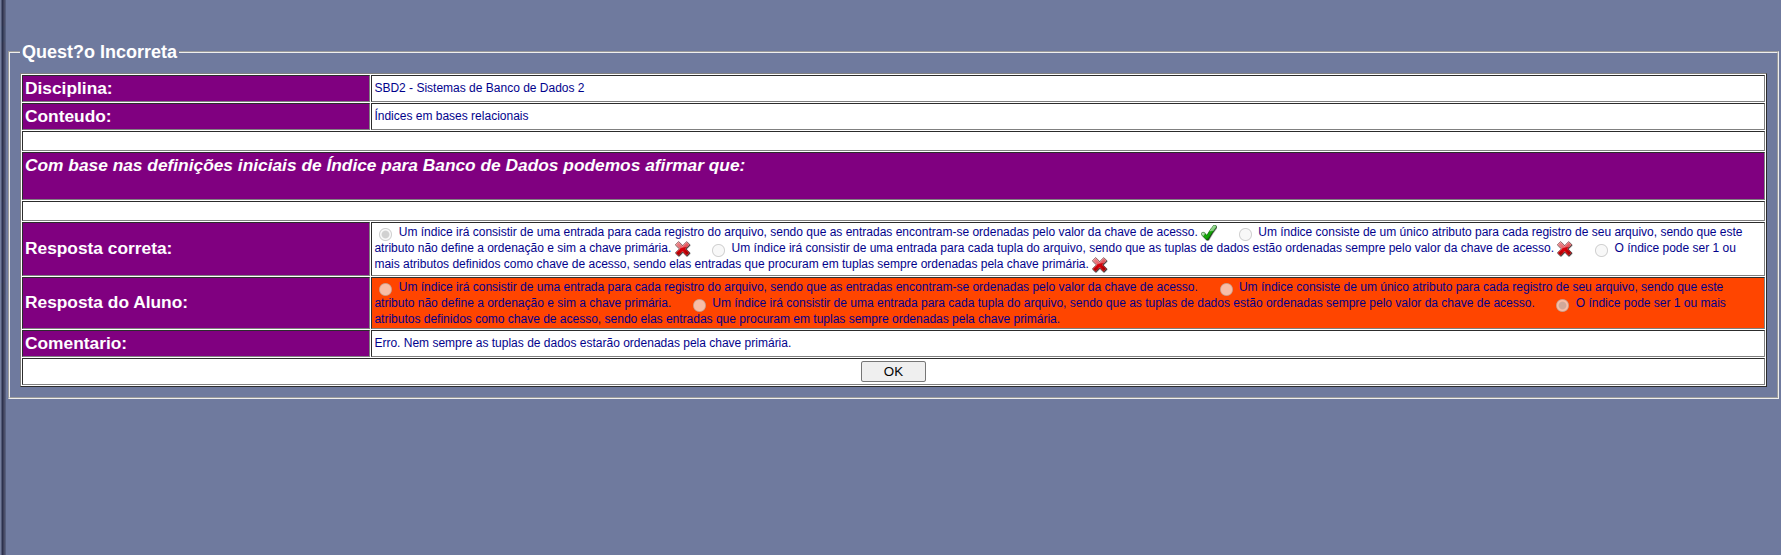 Quest?o Incorreta
Disciplina: SBD2 - Sistemas de Banco de Dados 2
Conteudo: Índices em bases relacionais
Com base nas definições iniciais de Índice para Banco de Dados podemos afirmar que:
Resposta correta:
Um índice irá consistir de uma entrada para cada registro do arquivo, sendo que as entradas encontram-se ordenadas pelo valor da chave de acesso. Um índice consiste de um único atributo para cada registro de seu arquivo, sendo que este
atributo não define a ordenação e sim a chave primária. Um índice irá consistir de uma entrada para cada tupla do arquivo, sendo que as tuplas de dados estão ordenadas sempre pelo valor da chave de acesso. O índice pode ser 1 ou
mais atributos definidos como chave de acesso, sendo elas entradas que procuram em tuplas sempre ordenadas pela chave primária.
Resposta do Aluno:
Um índice irá consistir de uma entrada para cada registro do arquivo, sendo que as entradas encontram-se ordenadas pelo valor da chave de acesso. Um índice consiste de um único atributo para cada registro de seu arquivo, sendo que este
atributo não define a ordenação e sim a chave primária. Um índice irá consistir de uma entrada para cada tupla do arquivo, sendo que as tuplas de dados estão ordenadas sempre pelo valor da chave de acesso. O índice pode ser 1 ou mais
atributos definidos como chave de acesso, sendo elas entradas que procuram em tuplas sempre ordenadas pela chave primária.
Comentario: Erro. Nem sempre as tuplas de dados estarão ordenadas pela chave primária.
OK